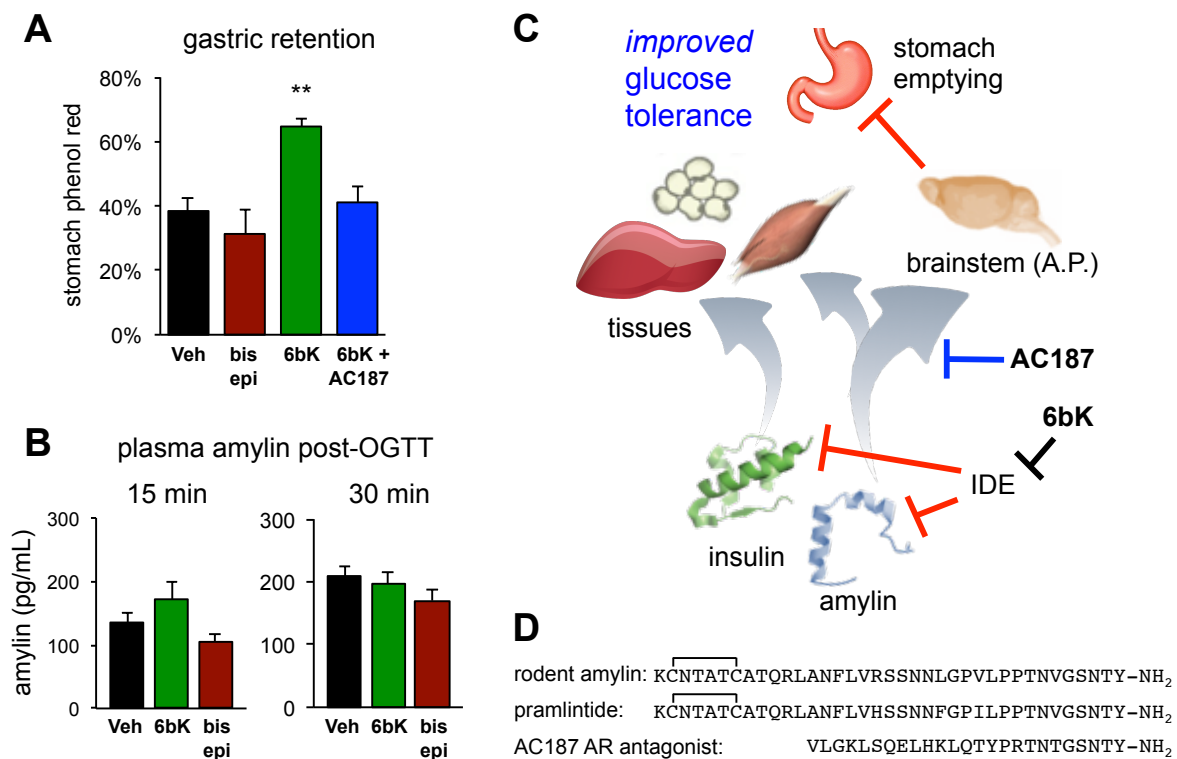 A
gastric retention
stomach phenol red
80%
60%
40%
20%
0%
**
Veh
bis
epi
6bK
6bK +
AC187
B
plasma amylin post-OGTT
15 min
30 min
amylin (pg/mL)
300
200
100
0
Veh
6bK
bis
epi
300
200
100
0
Veh
6bK
bis
epi
C
improved
glucose
tolerance
stomach
emptying
brainstem (A.P.)
tissues
AC187
6bK
IDE
insulin
amylin
D
rodent amylin: KCNTATCATQRLANFLVRSSNNLGPVLPPTNVGSNTY-NH2
pramlintide: KCNTATCATQRLANFLVHSSNNFGPILPPTNVGSNTY-NH2
AC187 AR antagonist: VLGKLSQELHKLQTYPRTNTGSNTY-NH2